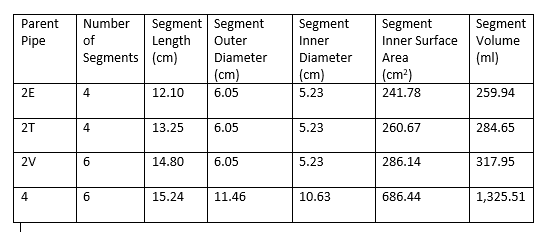 Parent Number Segment Segment Segment Segment Segment
Pipe of Length Outer Inner Inner Surface Volume
Segments (cm) Diameter Diameter Area (ml)
(cm) (cm) (cm²)
2E 4 12.10 6.05 5.23 241.78 259.94
2T 4 13.25 6.05 5.23 260.67 284.65
2V 6 14.80 6.05 5.23 286.14 317.95
4 6 15.24 11.46 10.63 686.44 1,325.51